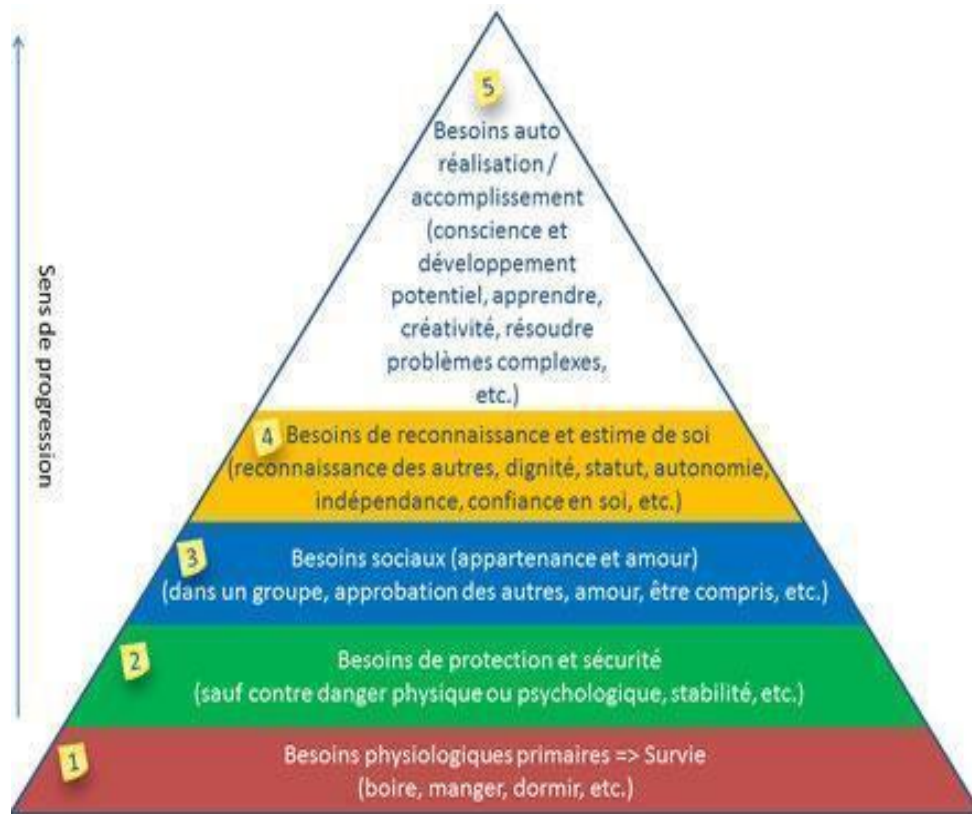 5
Besoins auto
réalisation /
accomplissement
(conscience et
développement
potentiel, apprendre,
créativité, résoudre
problèmes complexes,
etc.)
Sens de progression
4
Besoins de reconnaissance et estime de soi
(reconnaissance des autres, dignité, statut, autonomie,
indépendance, confiance en soi, etc.)
3
Besoins sociaux (appartenance et amour)
(dans un groupe, approbation des autres, amour, être compris, etc.)
2
Besoins de protection et sécurité
(sauf contre danger physique ou psychologique, stabilité, etc.)
1
Besoins physiologiques primaires => Survie
(boire, manger, dormir, etc.)